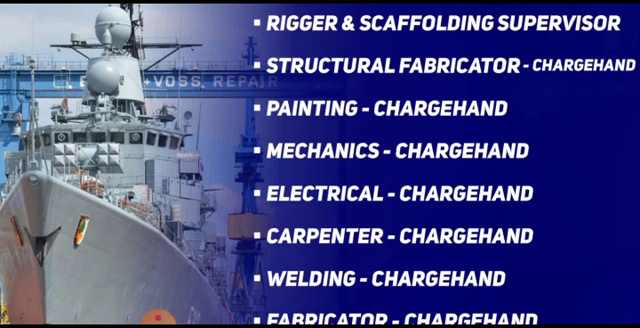 ▪ RIGGER & SCAFFOLDING SUPERVISOR
▪ STRUCTURAL FABRICATOR - CHARGEHAND
+ VOSS REPAIR
▪ PAINTING - CHARGEHAND
▪ MECHANICS - CHARGEHAND
▪ ELECTRICAL - CHARGEHAND
▪ CARPENTER - CHARGEHAND
▪ WELDING - CHARGEHAND
▪ FABRICATOR - CHARGEHAND